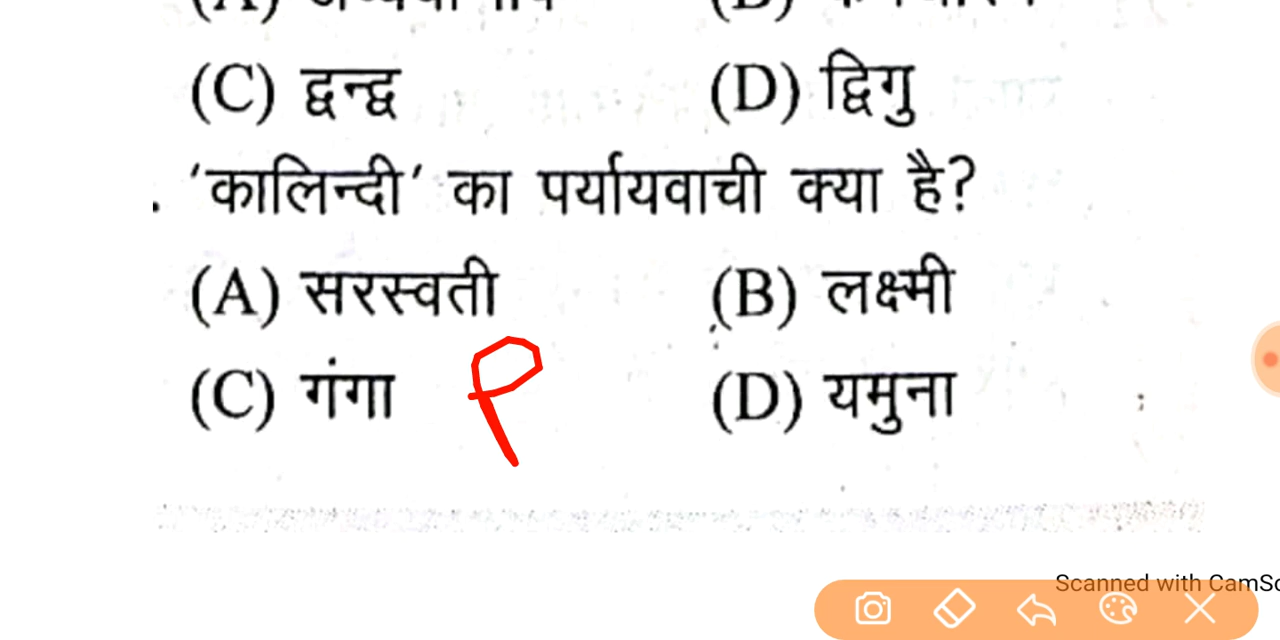 (C) द्वन्द्व (D) द्विगु
. ‘कालिन्दी’ का पर्यायवाची क्या है?
(A) सरस्वती (B) लक्ष्मी
(C) गंगा (D) यमुना
Scanned with CamSc